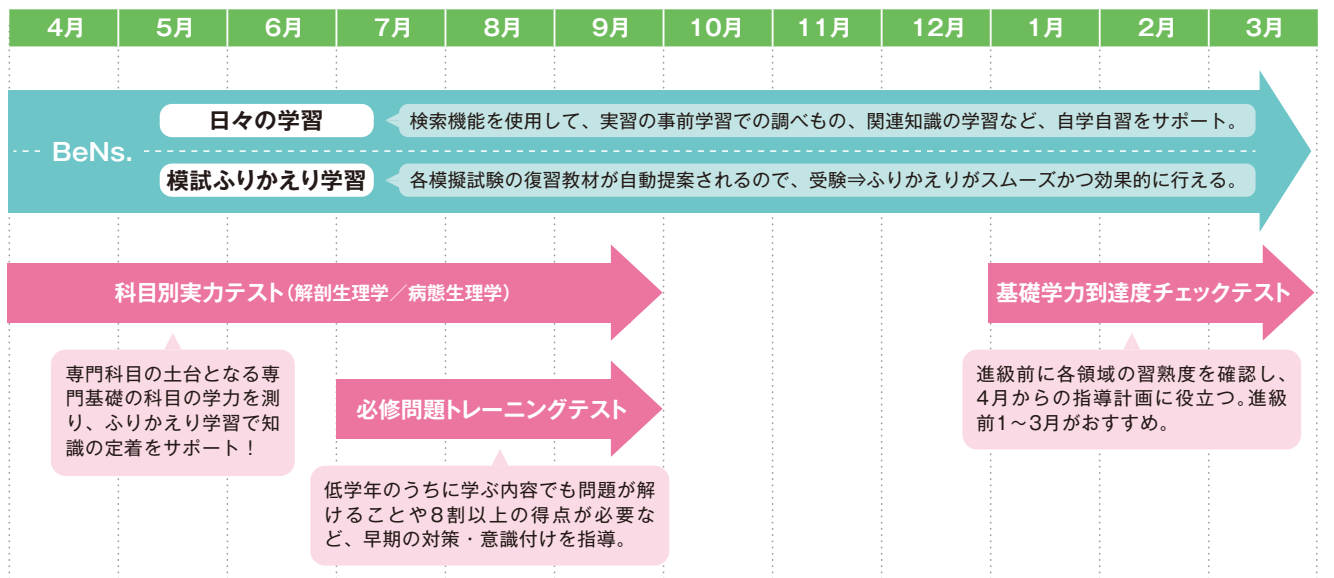 4月 5月 6月 7月 8月 9月 10月 11月 12月 1月 2月 3月
BeNs.
日々の学習
検索機能を使用して、実習の事前学習での調べもの、関連知識の学習など、自学自習をサポート。
模試ふりかえり学習
各模擬試験の復習教材が自動提案されるので、受験⇒ふりかえりがスムーズかつ効果的に行える。
科目別実力テスト(解剖生理学／病態生理学)
専門科目の土台となる専
門基礎の科目の学力を測
り、ふりかえり学習で知
識の定着をサポート！
必修問題トレーニングテスト
低学年のうちに学ぶ内容でも問題が解
けることや8割以上の得点が必要な
ど、早期の対策・意識付けを指導。
基礎学力到達度チェックテスト
進級前に各領域の習熟度を確認し、
4月からの指導計画に役立つ。進級
前1～3月がおすすめ。